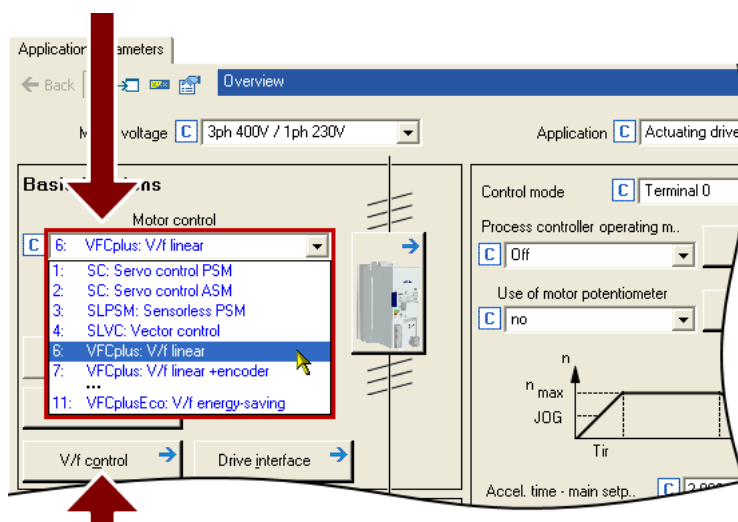 Application  rameters
Back
Overview
voltage C 3ph 400V / 1ph 230V
Application C Actuating drive
Motor control
C 6: VFCplus: V/f linear
1: SC: Servo control PSM
2: SC: Servo control ASM
3: SLPSM: Sensorless PSM
4: SLVC: Vector control
6: VFCplus: V/f linear
7: VFCplus: V/f linear +encoder
...
11: VFCplusEco: V/f energy-saving
V/f control
Drive interface
Control mode C Terminal 0
Process controller operating m..
C Off
Use of motor potentiometer
C no
n
n max
JOG
Tir
Accel. time - main setp.. C